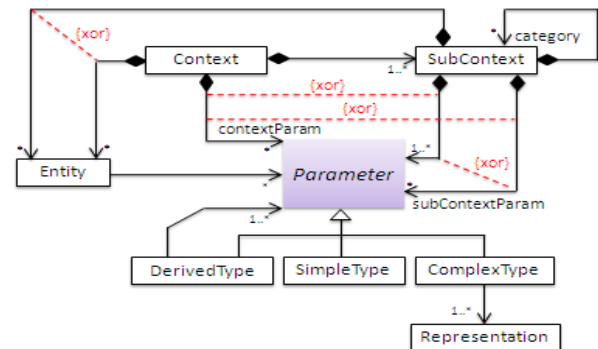 * category
{xor}
Context
SubContext
1..*
{xor}
{xor}
contextParam
* *
*
1..*
{xor}
Entity
*
Parameter
*
subContextParam
1..*
DerivedType
SimpleType
ComplexType
1..*
Representation